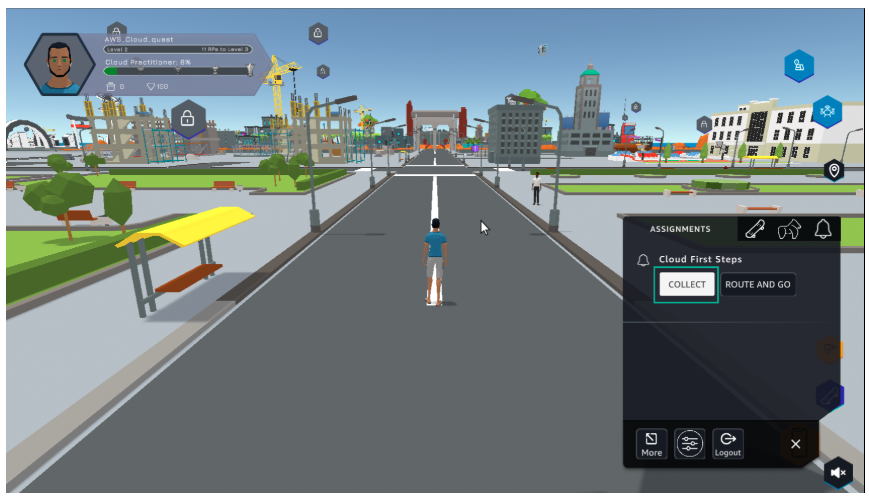 AWS_Cloud_quest
Level 2 11 RPs to Level 3
Cloud Practitioner: 8%
0 150
ASSIGNMENTS
Cloud First Steps
COLLECT ROUTE AND GO
More Logout